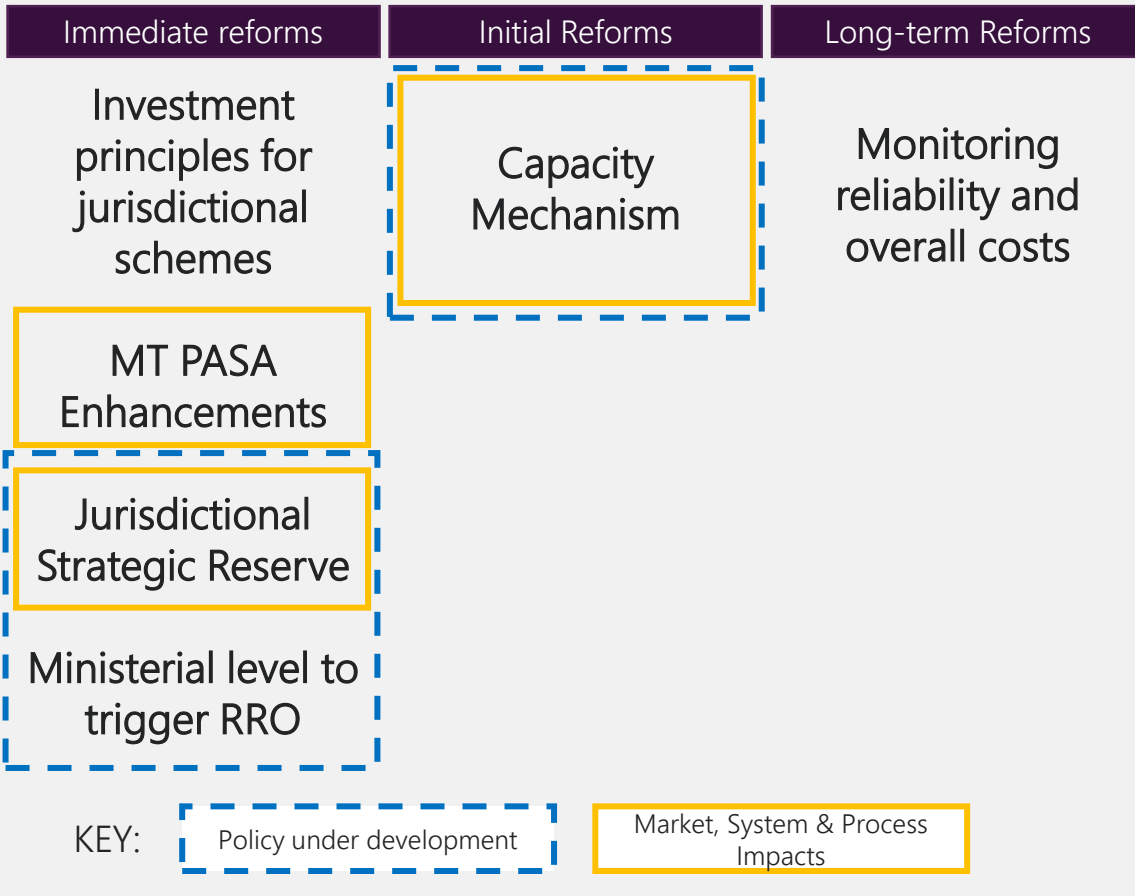 Immediate reforms
Initial Reforms
Long-term Reforms
Investment
principles for
jurisdictional
schemes
Capacity
Mechanism
Monitoring
reliability and
overall costs
MT PASA
Enhancements
Jurisdictional
Strategic Reserve
Ministerial level to
trigger RRO
KEY:
Policy under development
Market, System & Process
Impacts